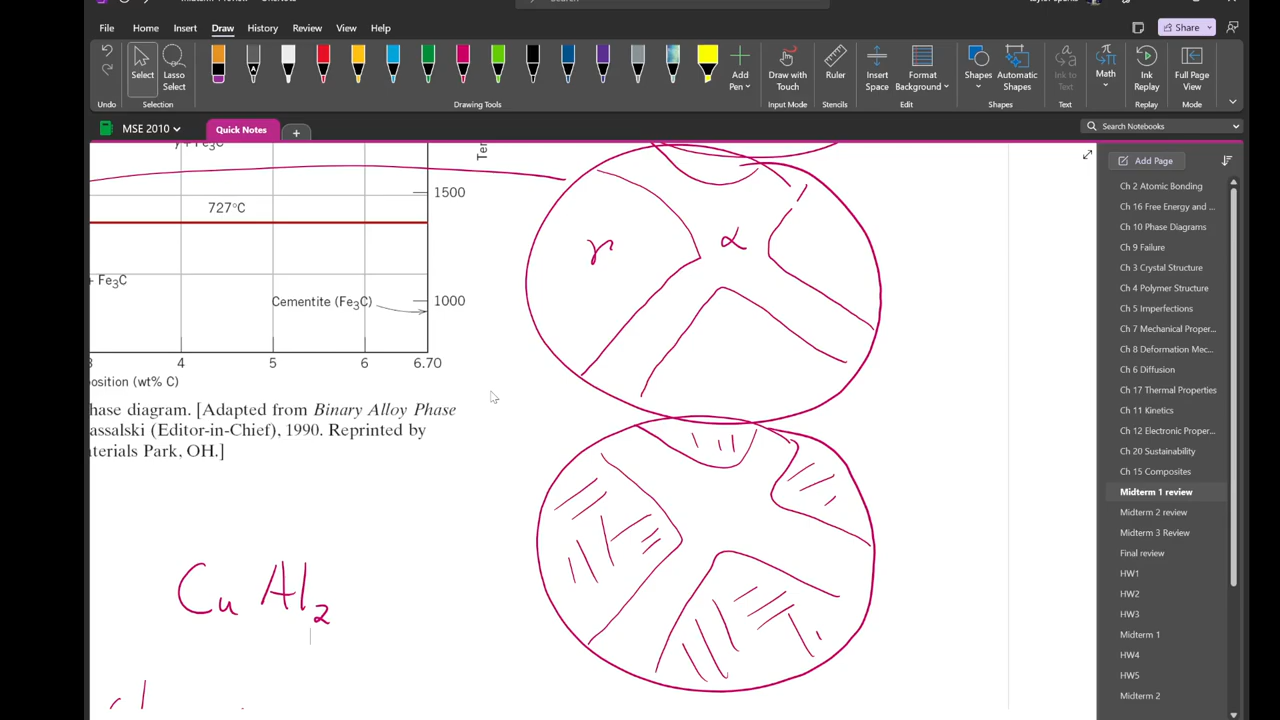 File Home Insert Draw History Review View Help Share
Undo
Select
Lasso Select
Selection
Drawing Tools
Add Pen
Draw with Touch
Input Mode
Ruler
Stencils
Insert Space
Format Background
Edit
Shapes
Automatic Shapes
Shapes
Ink to Text
Text
Math
Math
Ink Replay
Replay
Full Page View
Mode
MSE 2010
Quick Notes
Search Notebooks
Add Page
γ + Fe3C
1500
727°C
+ Fe3C
Cementite (Fe3C)
1000
3 4 5 6 6.70
position (wt% C)
hase diagram. [Adapted from Binary Alloy Phase
assalski (Editor-in-Chief), 1990. Reprinted by
aterials Park, OH.]
γ
α
Cu Al2
Ch 2 Atomic Bonding
Ch 16 Free Energy and ...
Ch 10 Phase Diagrams
Ch 9 Failure
Ch 3 Crystal Structure
Ch 4 Polymer Structure
Ch 5 Imperfections
Ch 7 Mechanical Proper...
Ch 8 Deformation Mec...
Ch 6 Diffusion
Ch 17 Thermal Properties
Ch 11 Kinetics
Ch 12 Electronic Proper...
Ch 20 Sustainability
Ch 15 Composites
Midterm 1 review
Midterm 2 review
Midterm 3 Review
Final review
HW1
HW2
HW3
Midterm 1
HW4
HW5
Midterm 2